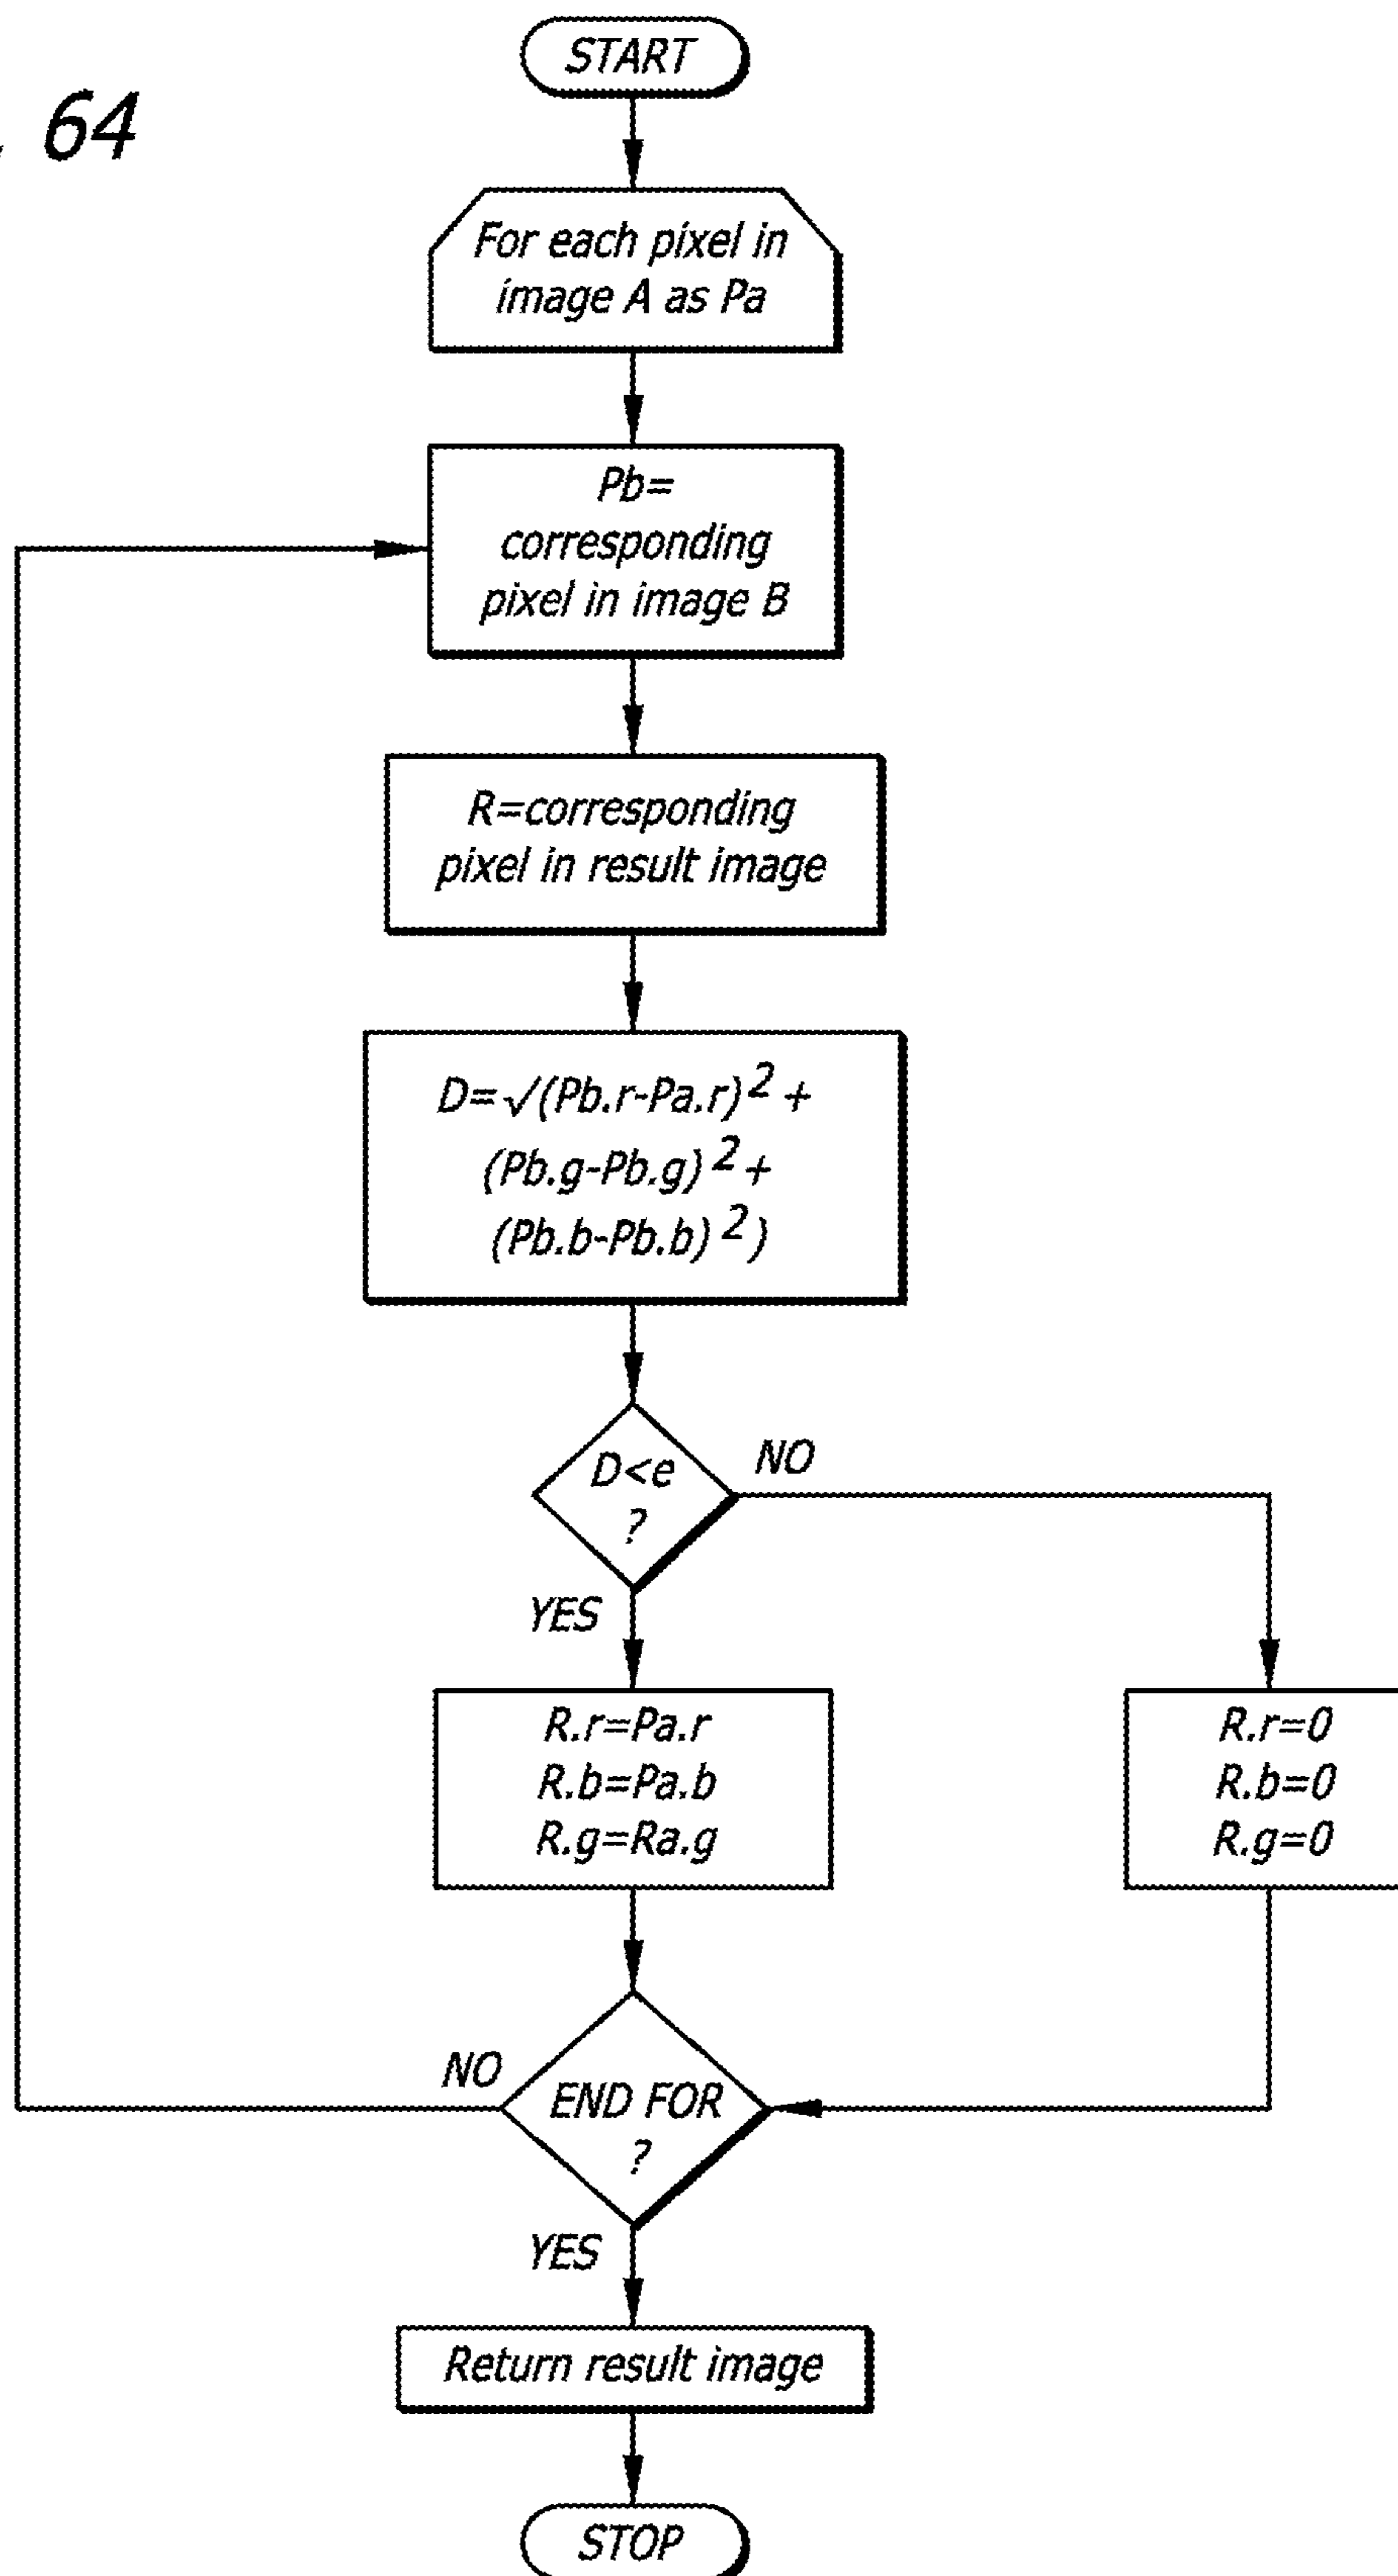 64
START
For each pixel in
image A as Pa
Pb=
corresponding
pixel in image B
R=corresponding
pixel in result image
D=√(Pb.r-Pa.r)² +
(Pb.g-Pb.g)²+
(Pb.b-Pb.b)²)
D<e
?
NO
YES
R.r=Pa.r
R.b=Pa.b
R.g=Ra.g
R.r=0
R.b=0
R.g=0
NO
END FOR
?
YES
Return result image
STOP